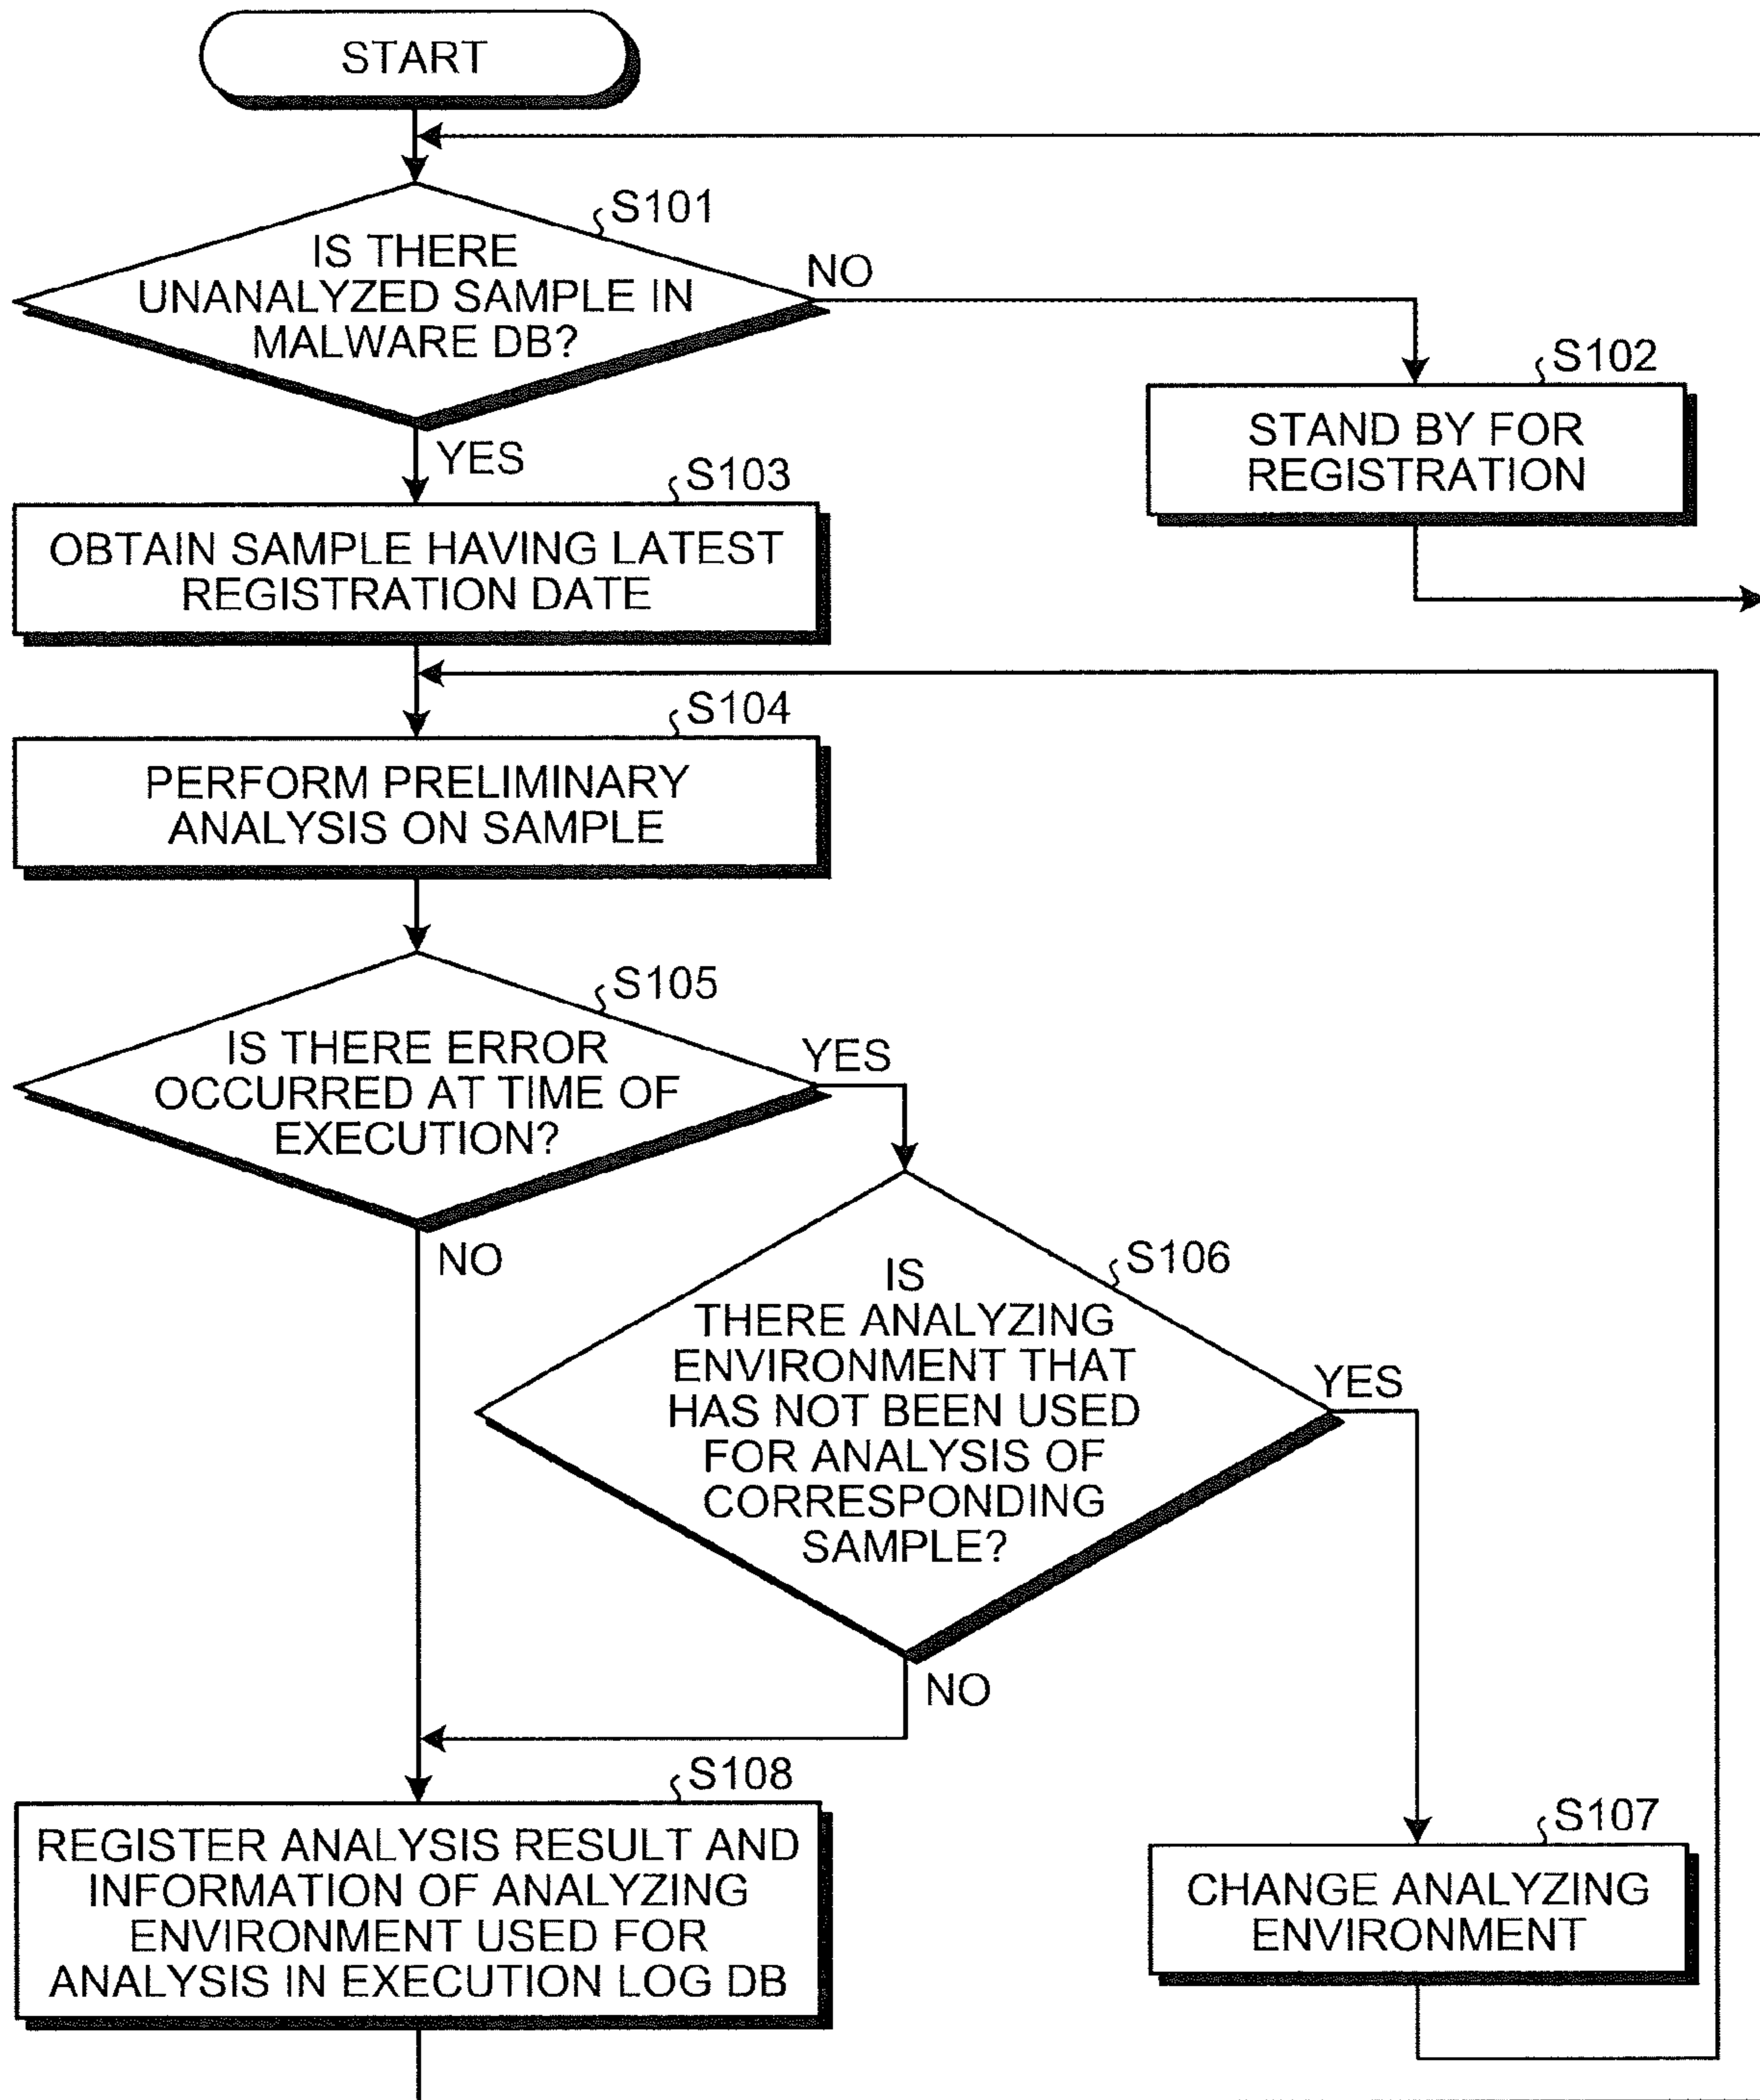 START
S101
IS THERE
UNANALYZED SAMPLE IN
MALWARE DB?
NO
S102
STAND BY FOR
REGISTRATION
YES
S103
OBTAIN SAMPLE HAVING LATEST
REGISTRATION DATE
S104
PERFORM PRELIMINARY
ANALYSIS ON SAMPLE
S105
IS THERE ERROR
OCCURRED AT TIME OF
EXECUTION?
YES
NO
S106
IS
THERE ANALYZING
ENVIRONMENT THAT
HAS NOT BEEN USED
FOR ANALYSIS OF
CORRESPONDING
SAMPLE?
YES
NO
S108
REGISTER ANALYSIS RESULT AND
INFORMATION OF ANALYZING
ENVIRONMENT USED FOR
ANALYSIS IN EXECUTION LOG DB
S107
CHANGE ANALYZING
ENVIRONMENT